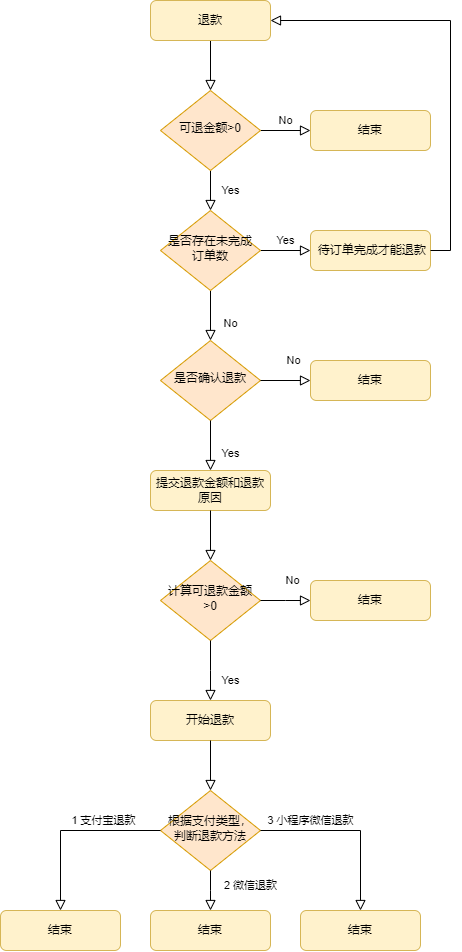 退款
可退金额>0
No
结束
Yes
是否存在未完成
订单数
Yes
待订单完成才能退款
No
是否确认退款
No
结束
Yes
提交退款金额和退款
原因
计算可退款金额
>0
No
结束
Yes
开始退款
根据支付类型，
判断退款方法
1 支付宝退款
3 小程序微信退款
2 微信退款
结束
结束
结束